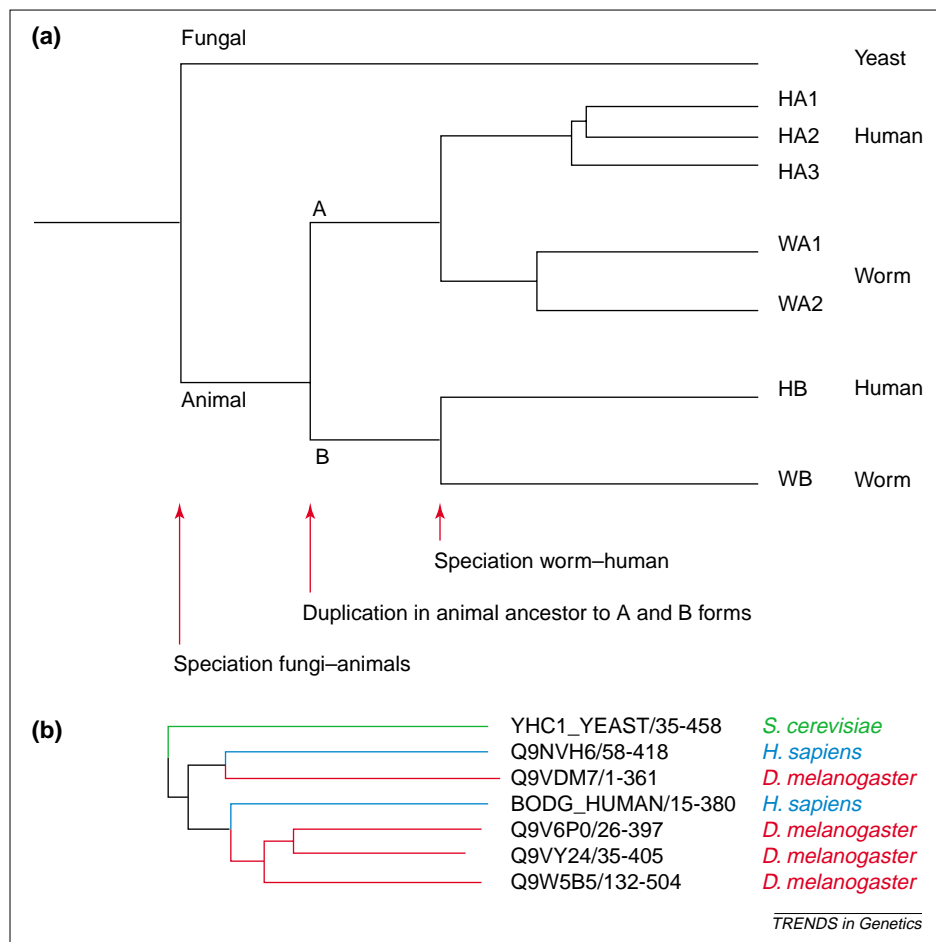 (a)
Fungal
Yeast
HA1
HA2 Human
HA3
A
WA1
Worm
WA2
Animal
HB Human
B
WB Worm
Speciation worm–human
Duplication in animal ancestor to A and B forms
Speciation fungi–animals
(b)
YHC1_YEAST/35-458 S. cerevisiae
Q9NVH6/58-418 H. sapiens
Q9VDM7/1-361 D. melanogaster
BODG_HUMAN/15-380 H. sapiens
Q9V6P0/26-397 D. melanogaster
Q9VY24/35-405 D. melanogaster
Q9W5B5/132-504 D. melanogaster
TRENDS in Genetics